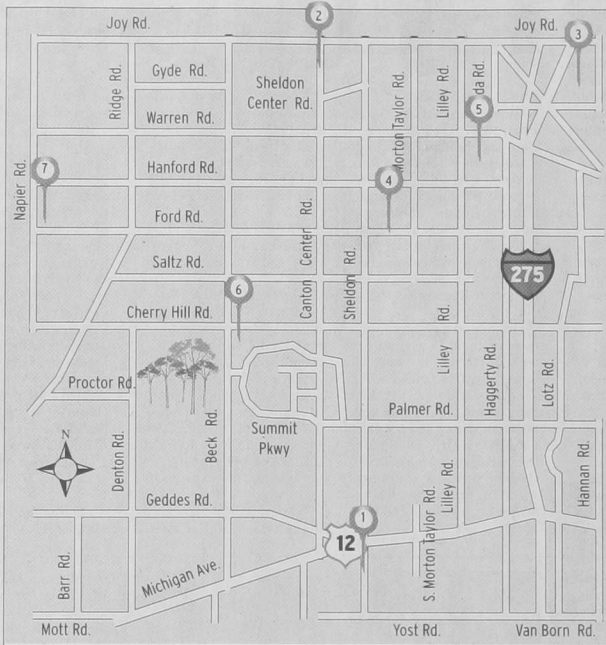 2
Joy Rd.
Joy Rd.
3
Gyde Rd.
Sheldon
Center Rd.
Ridge Rd.
Lilley Rd.
Warren Rd.
5
Morton Taylor Rd.
7
Hanford Rd.
4
Napier Rd.
Ford Rd.
Canton Center Rd.
Saltz Rd.
Sheldon Rd.
275
6
Cherry Hill Rd.
Lilley Rd.
Haggerty Rd.
Lotz Rd.
Proctor Rd.
Palmer Rd.
Summit
Pkwy
Beck Rd.
Denton Rd.
N
Hannan Rd.
Lilley Rd.
Geddes Rd.
1
12
S. Morton Taylor Rd.
Barr Rd.
Michigan Ave.
Mott Rd.
Yost Rd.
Van Born Rd.